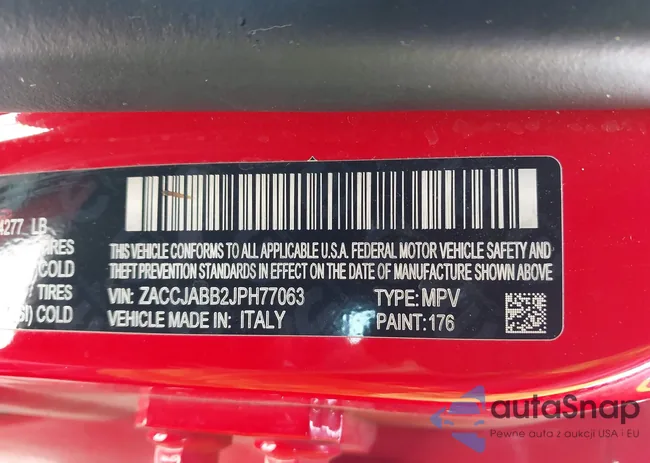 4277 LB
IRES
COLD
TIRES
SI) COLD
THIS VEHICLE CONFORMS TO ALL APPLICABLE U.S.A. FEDERAL MOTOR VEHICLE SAFETY AND
THEFT PREVENTION STANDARDS IN EFFECT ON THE DATE OF MANUFACTURE SHOWN ABOVE
VIN: ZACCJABB2JPH77063 TYPE: MPV
VEHICLE MADE IN: ITALY PAINT: 176
autaSnap
Pewne auta z aukcji USA i EU